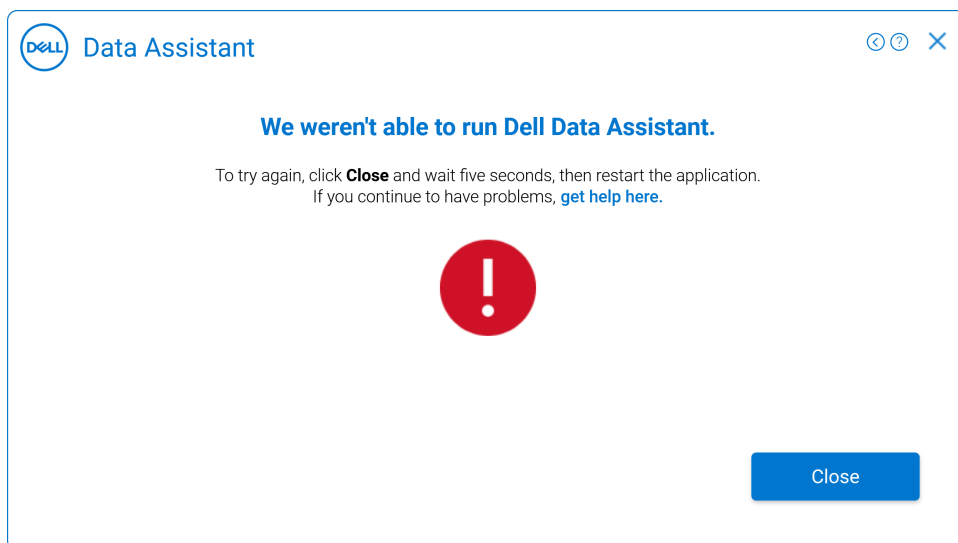 DELL Data Assistant
We weren't able to run Dell Data Assistant.
To try again, click Close and wait five seconds, then restart the application.
If you continue to have problems, get help here.
Close